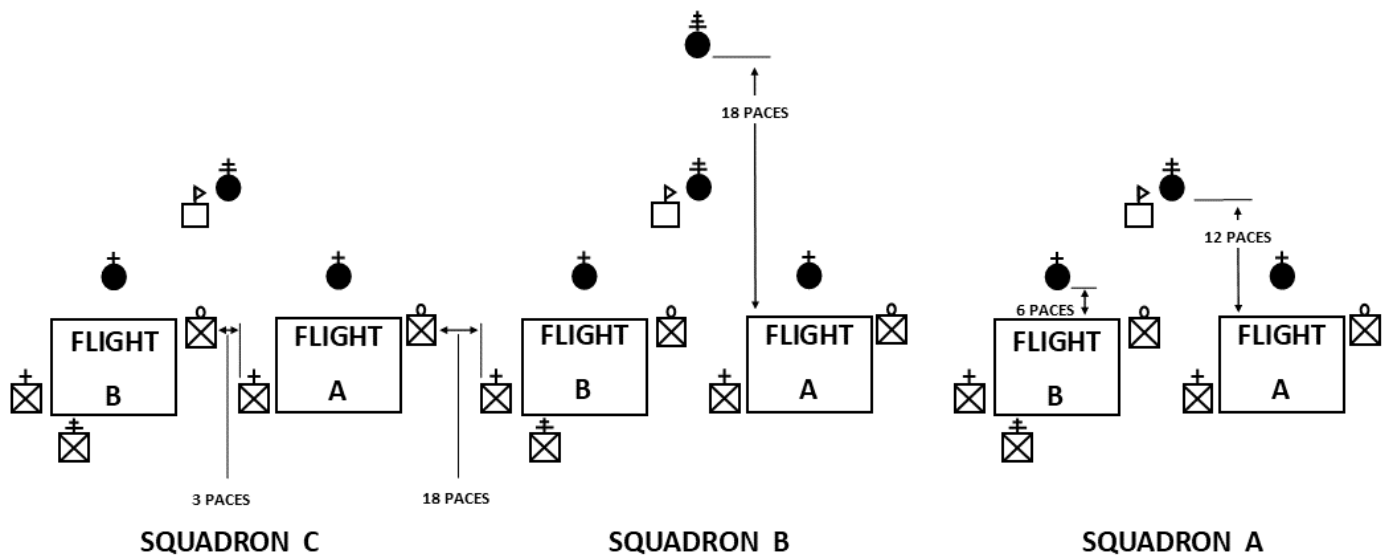 18 PACES
12 PACES
6 PACES
FLIGHT
B
FLIGHT
A
FLIGHT
B
FLIGHT
A
FLIGHT
B
FLIGHT
A
3 PACES
18 PACES
SQUADRON C
SQUADRON B
SQUADRON A